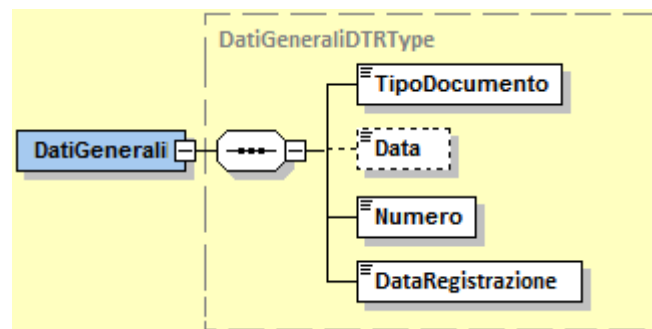 DatiGeneraliDTRType
TipoDocumento
DatiGenerali
Data
Numero
DataRegistrazione